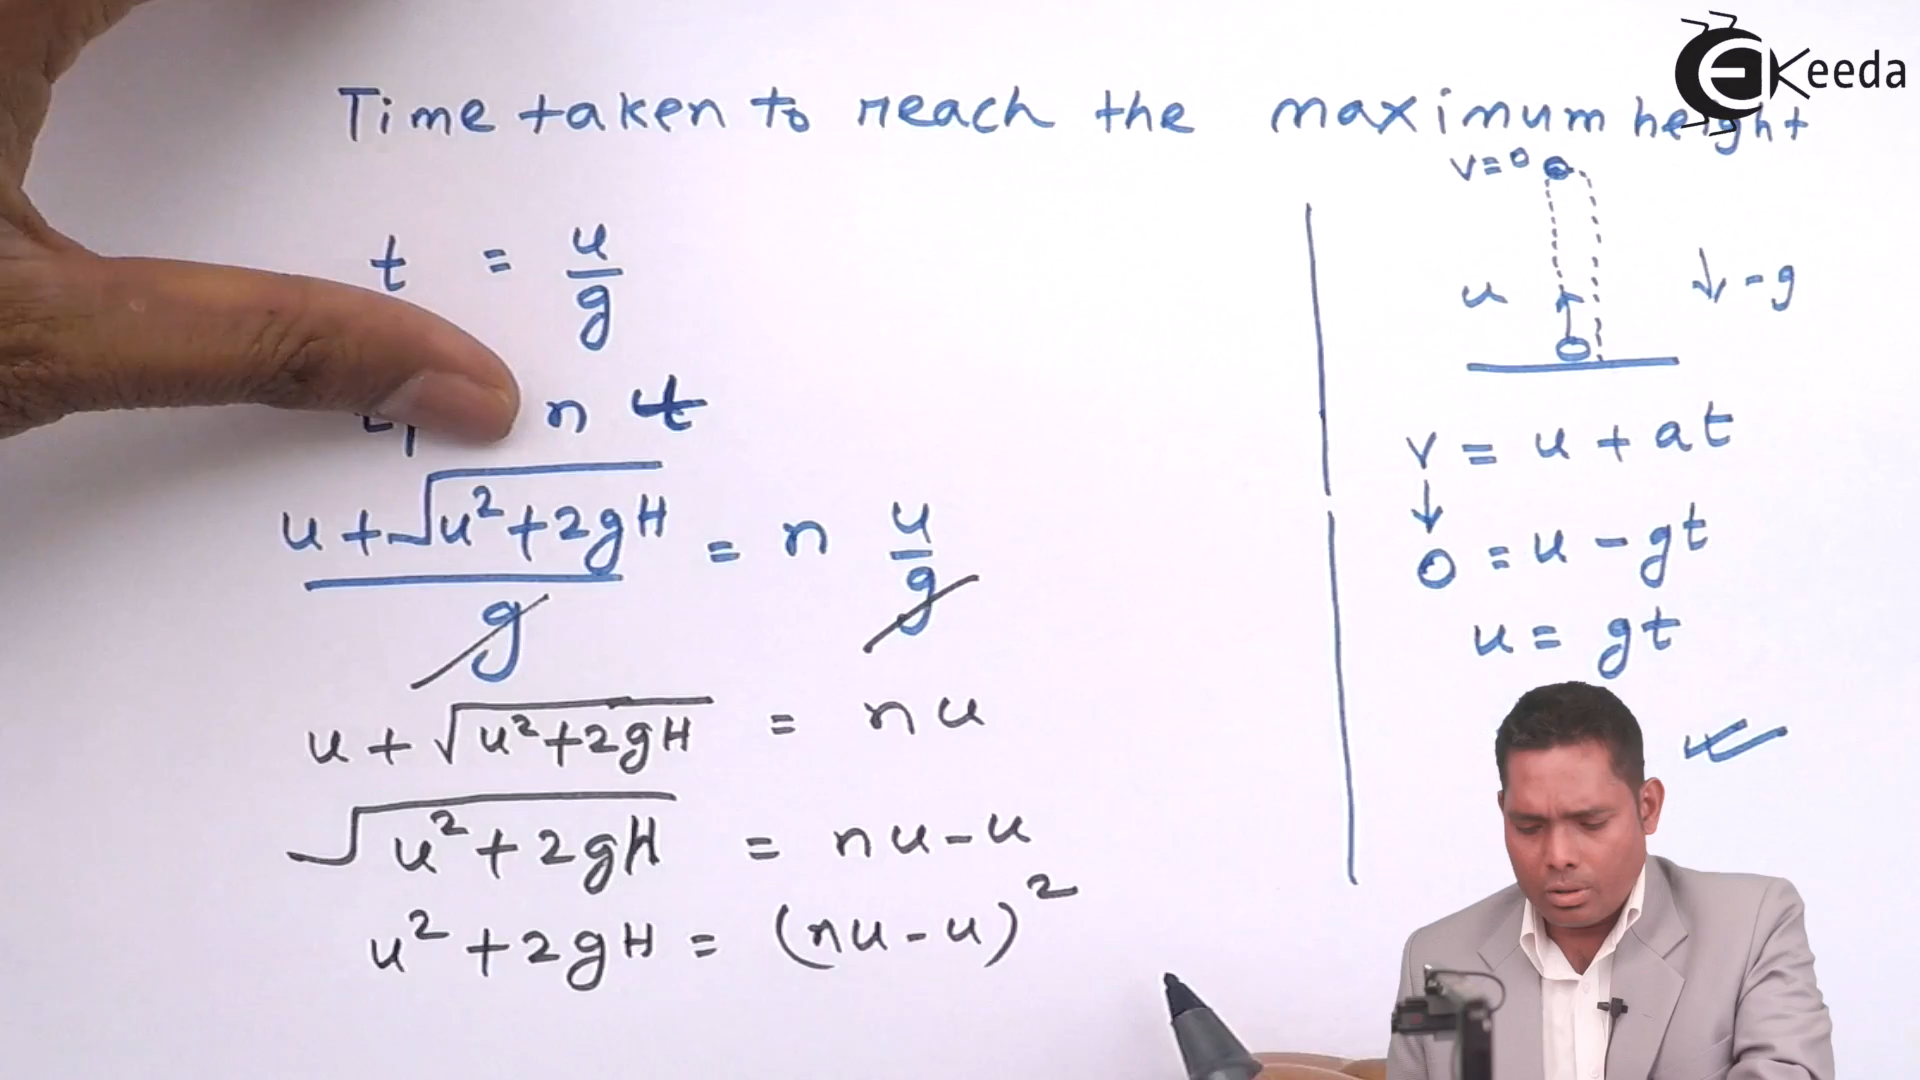 EKeeda
Time taken to reach the maximum height
t = u/g
n t
(u + √(u² + 2gH))/g = n u/g
u + √(u² + 2gH) = nu
√(u² + 2gH) = nu - u
u² + 2gH = (nu - u)²
v = 0
u
↓ - g
v = u + at
↓
0 = u - gt
u = gt